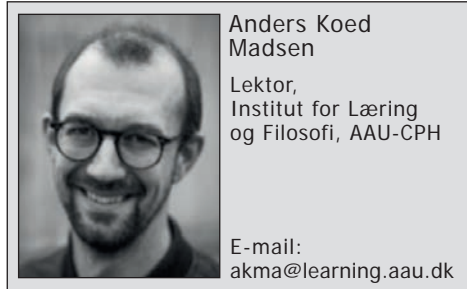 Anders Koed
Madsen
Lektor,
Institut for Læring
og Filosofi, AAU-CPH
E-mail:
akma@learning.aau.dk